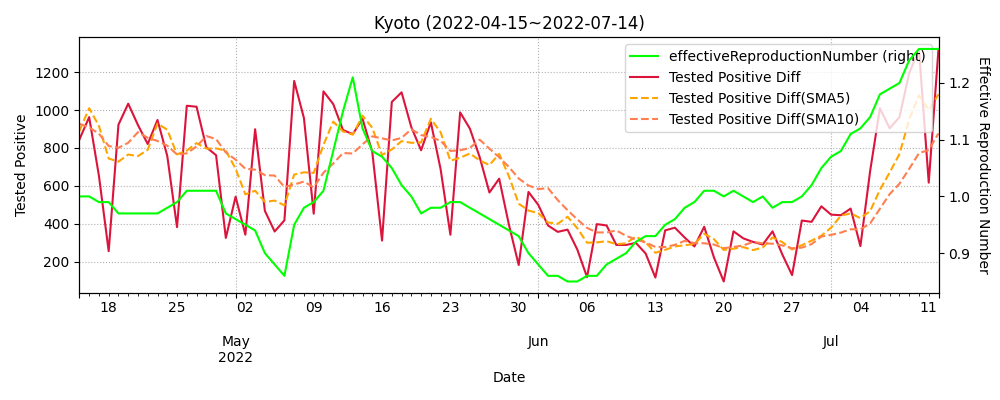 Kyoto (2022-04-15~2022-07-14)
effectiveReproductionNumber (right)
Tested Positive Diff
Tested Positive Diff(SMA5)
Tested Positive Diff(SMA10)
Tested Positive
1200
1000
800
600
400
200
Effective Reproduction Number
1.2
1.1
1.0
0.9
18 25 02 09 16 23 30 06 13 20 27 04 11
May Jun Jul
2022
Date